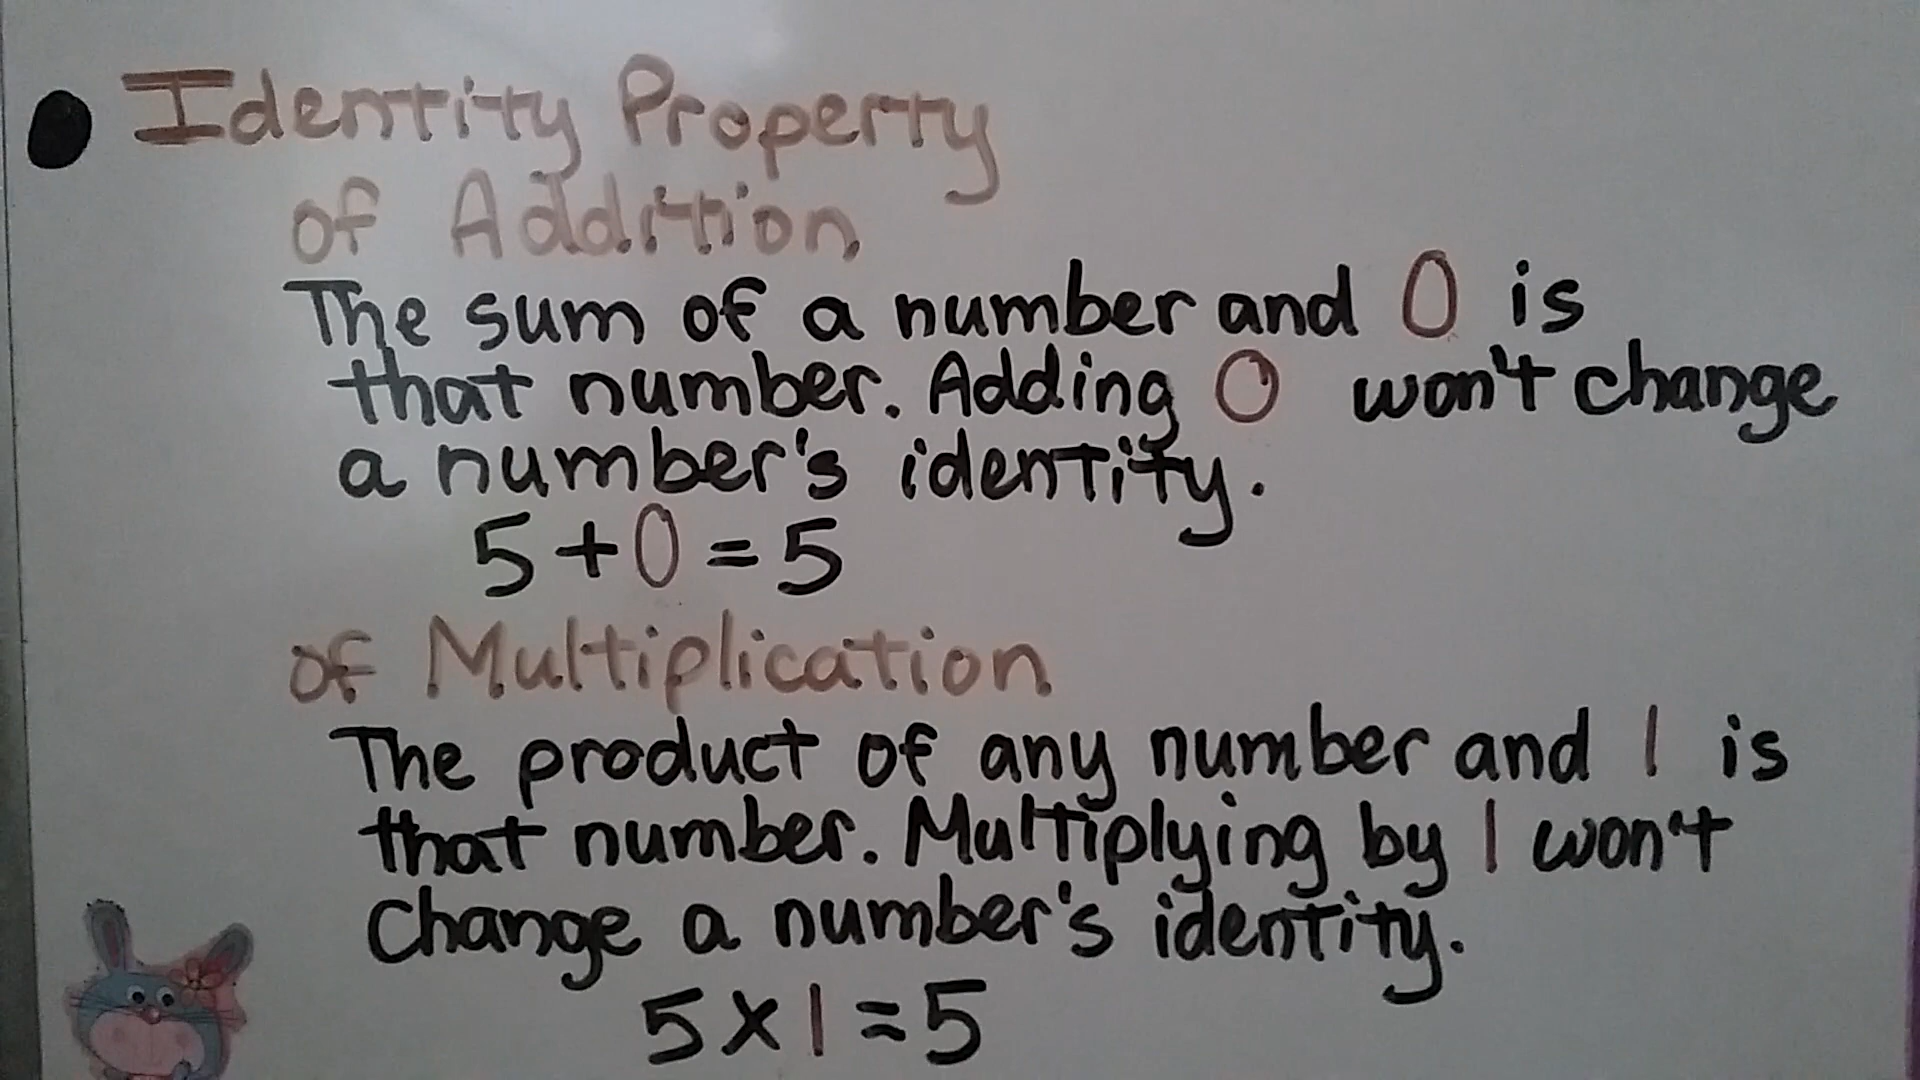 Identity Property
of Addition
The sum of a number and 0 is
that number. Adding 0 won't change
a number's identity.
5+0=5
of Multiplication
The product of any number and 1 is
that number. Multiplying by 1 won't
change a number's identity.
5x1=5